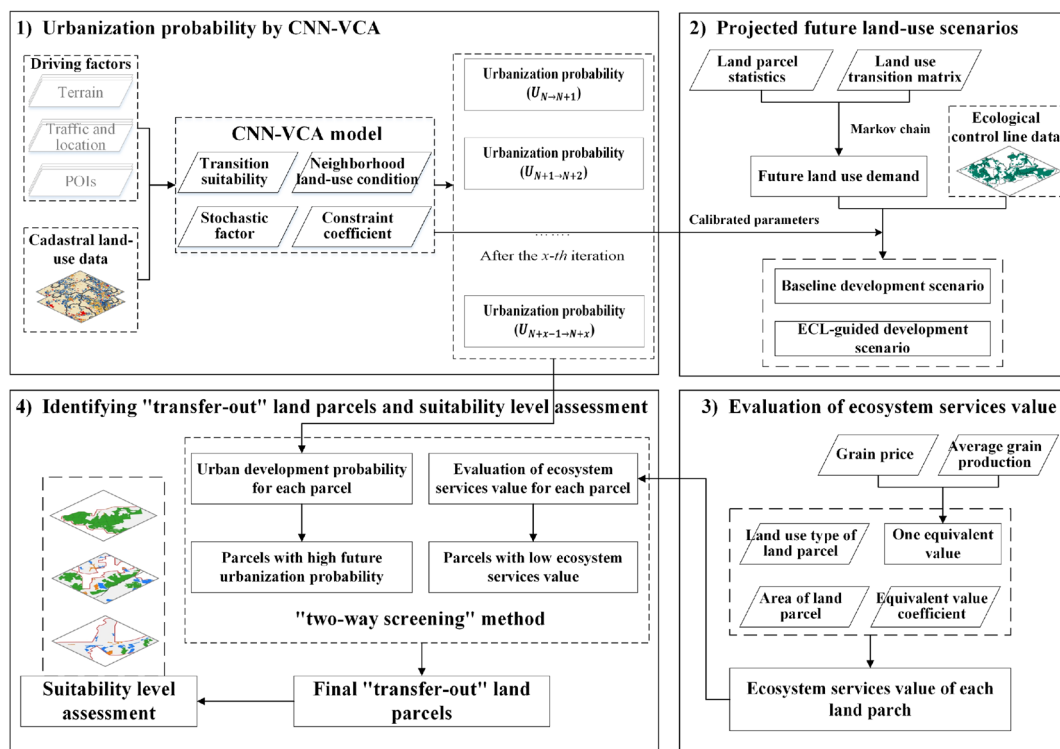 1) Urbanization probability by CNN-VCA
Driving factors
Terrain
Traffic and
location
POIs
Cadastral land-
use data
CNN-VCA model
Transition
suitability
Neighborhood
land-use condition
Stochastic
factor
Constraint
coefficient
Urbanization probability
(U_{N→N+1})
Urbanization probability
(U_{N+1→N+2})
.......
After the x-th iteration
Urbanization probability
(U_{N+x−1→N+x})
2) Projected future land-use scenarios
Land parcel
statistics
Land use
transition matrix
Markov chain
Ecological
control line data
Future land use demand
Calibrated parameters
Baseline development scenario
ECL-guided development
scenario
4) Identifying "transfer-out" land parcels and suitability level assessment
Urban development probability
for each parcel
Evaluation of ecosystem
services value for each parcel
Parcels with high future
urbanization probability
Parcels with low ecosystem
services value
"two-way screening" method
Suitability level
assessment
Final "transfer-out" land
parcels
3) Evaluation of ecosystem services value
Grain price
Average grain
production
Land use type of
land parcel
One equivalent
value
Area of land
parcel
Equivalent value
coefficient
Ecosystem services value of each
land parch